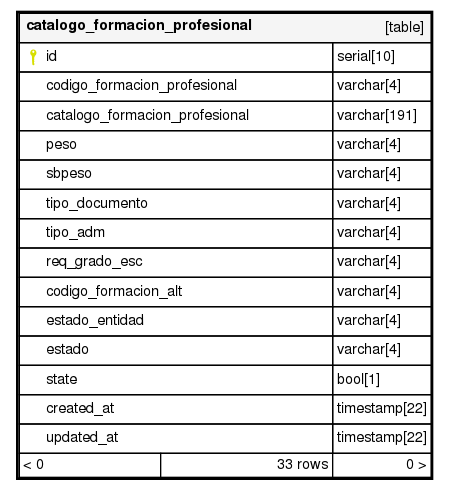 catalogo_formacion_profesional [table]
id serial[10]
codigo_formacion_profesional varchar[4]
catalogo_formacion_profesional varchar[191]
peso varchar[4]
sbpeso varchar[4]
tipo_documento varchar[4]
tipo_adm varchar[4]
req_grado_esc varchar[4]
codigo_formacion_alt varchar[4]
estado_entidad varchar[4]
estado varchar[4]
state bool[1]
created_at timestamp[22]
updated_at timestamp[22]
< 0 33 rows 0 >